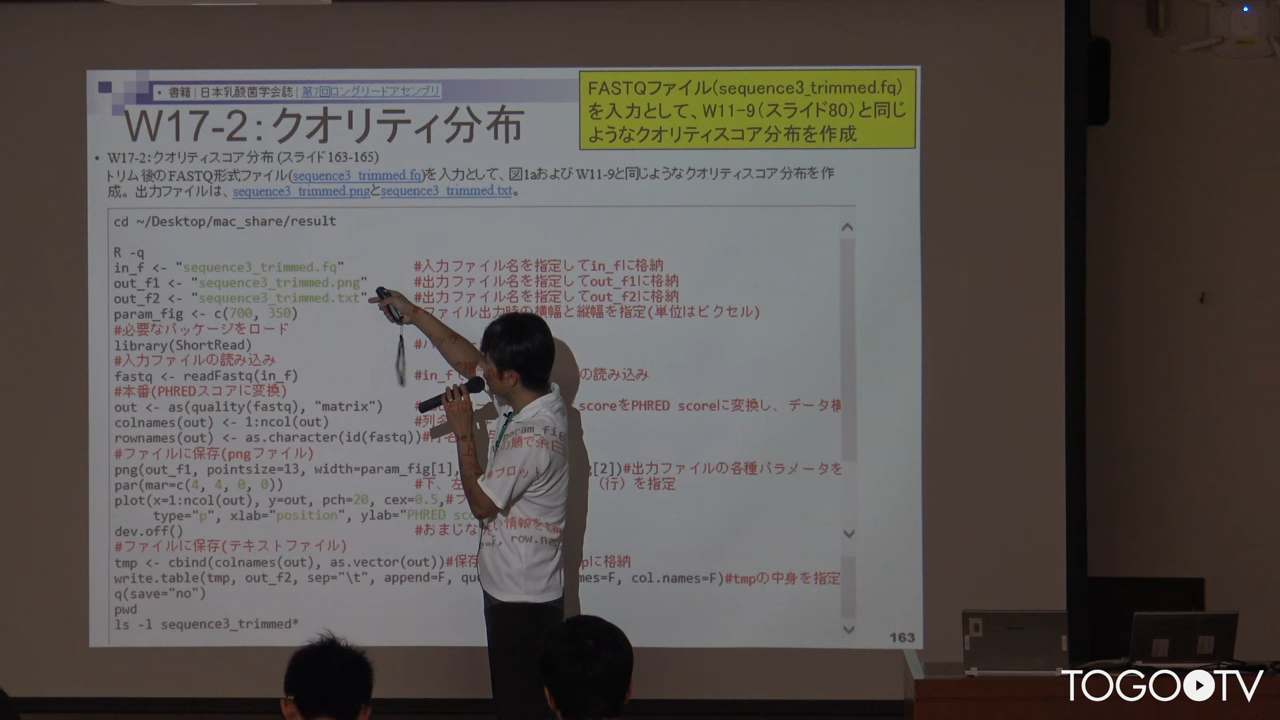 • 書籍 | 日本乳酸菌学会誌 | 第7回ロングリードアセンブリ
W17-2：クオリティ分布
FASTQファイル(sequence3_trimmed.fq)
を入力として、W11-9（スライド80）と同じ
ようなクオリティスコア分布を作成
• W17-2：クオリティスコア分布 (スライド163-165)
トリム後のFASTQ形式ファイル(sequence3_trimmed.fq)を入力として、図1aおよびW11-9と同じようなクオリティスコア分布を作
成。出力ファイルは、sequence3_trimmed.pngとsequence3_trimmed.txt。
cd ~/Desktop/mac_share/result
R -q
in_f <- "sequence3_trimmed.fq" #入力ファイル名を指定してin_fに格納
out_f1 <- "sequence3_trimmed.png" #出力ファイル名を指定してout_f1に格納
out_f2 <- "sequence3_trimmed.txt" #出力ファイル名を指定してout_f2に格納
param_fig <- c(700, 350) ファイル出力時の横幅と縦幅を指定(単位はピクセル)
#必要なパッケージをロード
library(ShortRead) #パ
#入力ファイルの読み込み
fastq <- readFastq(in_f) #in_f の読み込み
#本番(PHREDスコアに変換)
out <- as(quality(fastq), "matrix") scoreをPHRED scoreに変換し、データ構
colnames(out) <- 1:ncol(out) #列名
rownames(out) <- as.character(id(fastq))#行名
#ファイルに保存(pngファイル)
png(out_f1, pointsize=13, width=param_fig[1], [2])#出力ファイルの各種パラメータを
par(mar=c(4, 4, 0, 0)) #下、左 （行）を指定
plot(x=1:ncol(out), y=out, pch=20, cex=0.5,#プロット
type="p", xlab="position", ylab="PHRED sco
dev.off() #おまじない
#ファイルに保存(テキストファイル)
tmp <- cbind(colnames(out), as.vector(out))#保存 pに格納
write.table(tmp, out_f2, sep="\t", append=F, quo mes=F, col.names=F)#tmpの中身を指定
q(save="no")
pwd
ls -l sequence3_trimmed*
163
TOGOTV